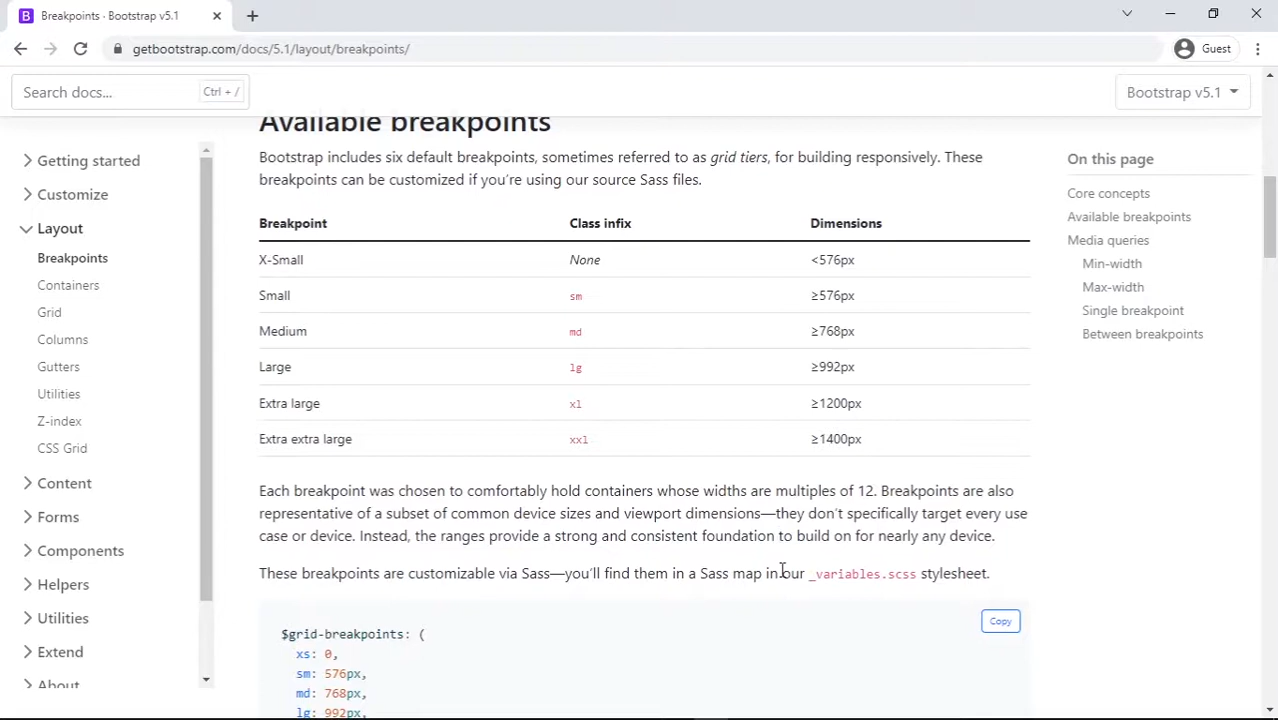 Breakpoints · Bootstrap v5.1
getbootstrap.com/docs/5.1/layout/breakpoints/
Guest
Search docs...
Ctrl + /
Bootstrap v5.1
Getting started
Customize
Layout
Breakpoints
Containers
Grid
Columns
Gutters
Utilities
Z-index
CSS Grid
Content
Forms
Components
Helpers
Utilities
Extend
About
Available breakpoints
Bootstrap includes six default breakpoints, sometimes referred to as grid tiers, for building responsively. These
breakpoints can be customized if you’re using our source Sass files.
Breakpoint Class infix Dimensions
X-Small None <576px
Small sm ≥576px
Medium md ≥768px
Large lg ≥992px
Extra large xl ≥1200px
Extra extra large xxl ≥1400px
Each breakpoint was chosen to comfortably hold containers whose widths are multiples of 12. Breakpoints are also
representative of a subset of common device sizes and viewport dimensions—they don’t specifically target every use
case or device. Instead, the ranges provide a strong and consistent foundation to build on for nearly any device.
These breakpoints are customizable via Sass—you’ll find them in a Sass map in our _variables.scss stylesheet.
Copy
$grid-breakpoints: (
xs: 0,
sm: 576px,
md: 768px,
lg: 992px,
On this page
Core concepts
Available breakpoints
Media queries
Min-width
Max-width
Single breakpoint
Between breakpoints